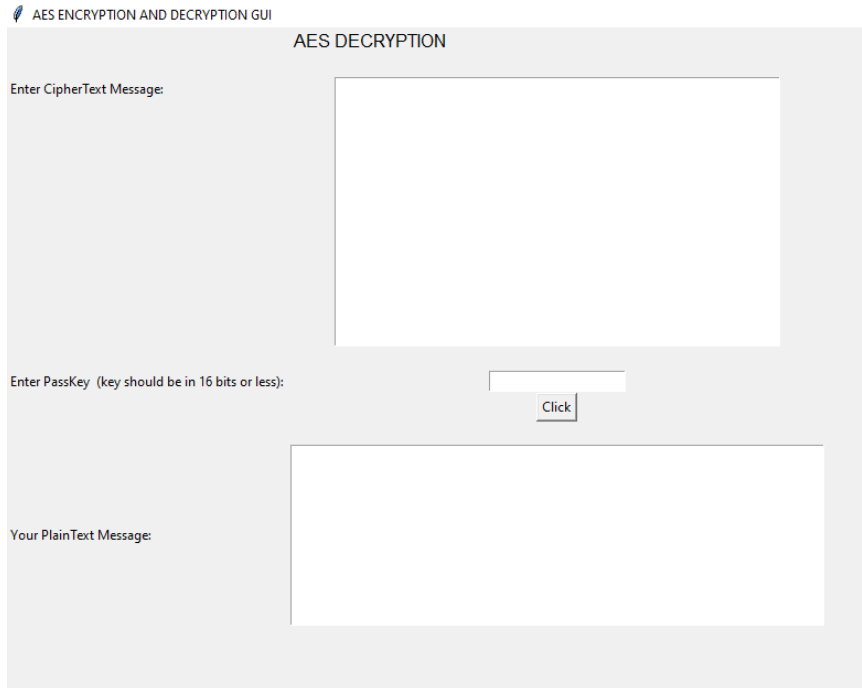 AES ENCRYPTION AND DECRYPTION GUI
AES DECRYPTION
Enter CipherText Message:
Enter PassKey  (key should be in 16 bits or less):
Click
Your PlainText Message: